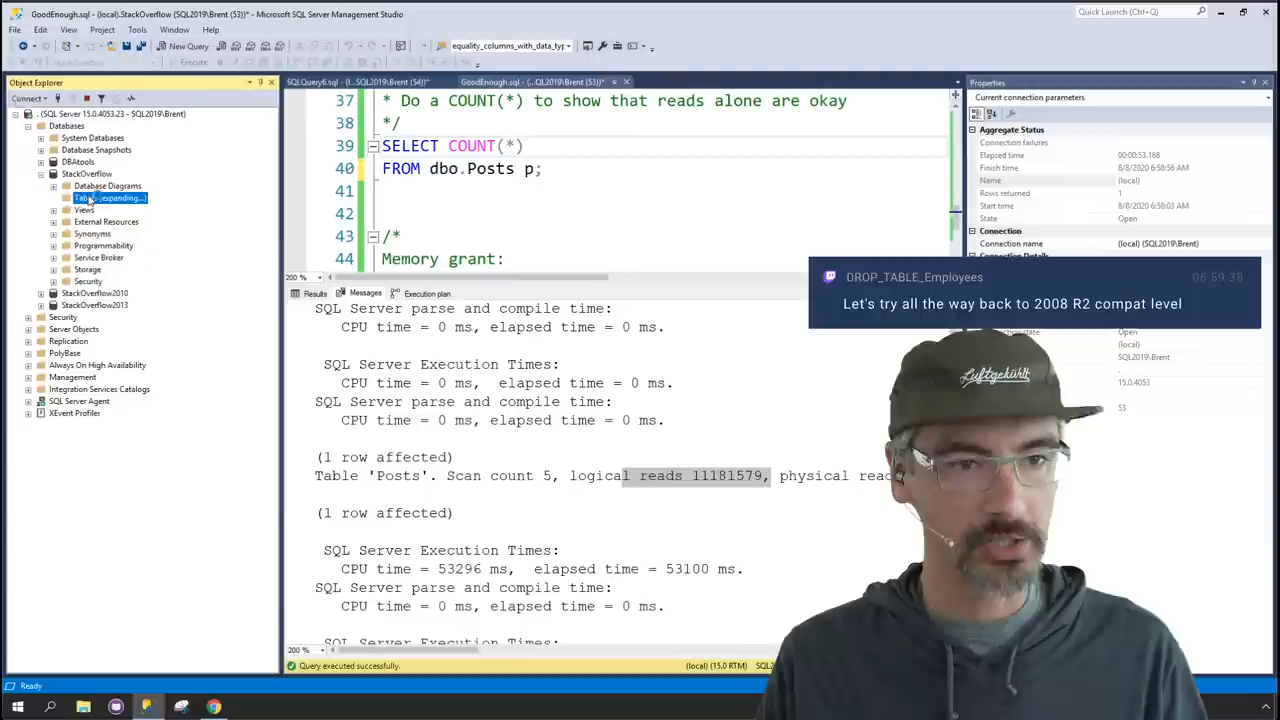 GoodEnough.sql - (local).StackOverflow (SQL2019\Brent (53))* - Microsoft SQL Server Management Studio
Quick Launch (Ctrl+Q)
File Edit View Project Tools Window Help
New Query
equality_columns_with_data_typ
StackOverflow
Execute
Object Explorer
Connect
. (SQL Server 15.0.4053.23 - SQL2019\Brent)
Databases
System Databases
Database Snapshots
DBAtools
StackOverflow
Database Diagrams
Tables (expanding...)
Views
External Resources
Synonyms
Programmability
Service Broker
Storage
Security
StackOverflow2010
StackOverflow2013
Security
Server Objects
Replication
PolyBase
Always On High Availability
Management
Integration Services Catalogs
SQL Server Agent
XEvent Profiler
SQLQuery6.sql - (l...SQL2019\Brent (54))*
GoodEnough.sql -...QL2019\Brent (53))*
37 * Do a COUNT(*) to show that reads alone are okay
38 */
39 SELECT COUNT(*)
40 FROM dbo.Posts p;
41
42
43 /*
44 Memory grant:
200 %
Results Messages Execution plan
SQL Server parse and compile time:
CPU time = 0 ms, elapsed time = 0 ms.
SQL Server Execution Times:
CPU time = 0 ms, elapsed time = 0 ms.
SQL Server parse and compile time:
CPU time = 0 ms, elapsed time = 0 ms.
(1 row affected)
Table 'Posts'. Scan count 5, logical reads 11181579, physical read
(1 row affected)
SQL Server Execution Times:
CPU time = 53296 ms, elapsed time = 53100 ms.
SQL Server parse and compile time:
CPU time = 0 ms, elapsed time = 0 ms.
SQL Server Execution Times:
200 %
Query executed successfully.
(local) (15.0 RTM)
Properties
Current connection parameters
Aggregate Status
Connection failures
Elapsed time 00:00:53.168
Finish time 8/8/2020 6:58:56 AM
Name (local)
Rows returned 1
Start time 8/8/2020 6:58:03 AM
State Open
Connection
Connection name (local) (SQL2019\Brent)
DROP_TABLE_Employees 06:59:38
Let's try all the way back to 2008 R2 compat level
Open
(local)
SQL2019\Brent
15.0.4053
53
Luftgekühlt
Ready